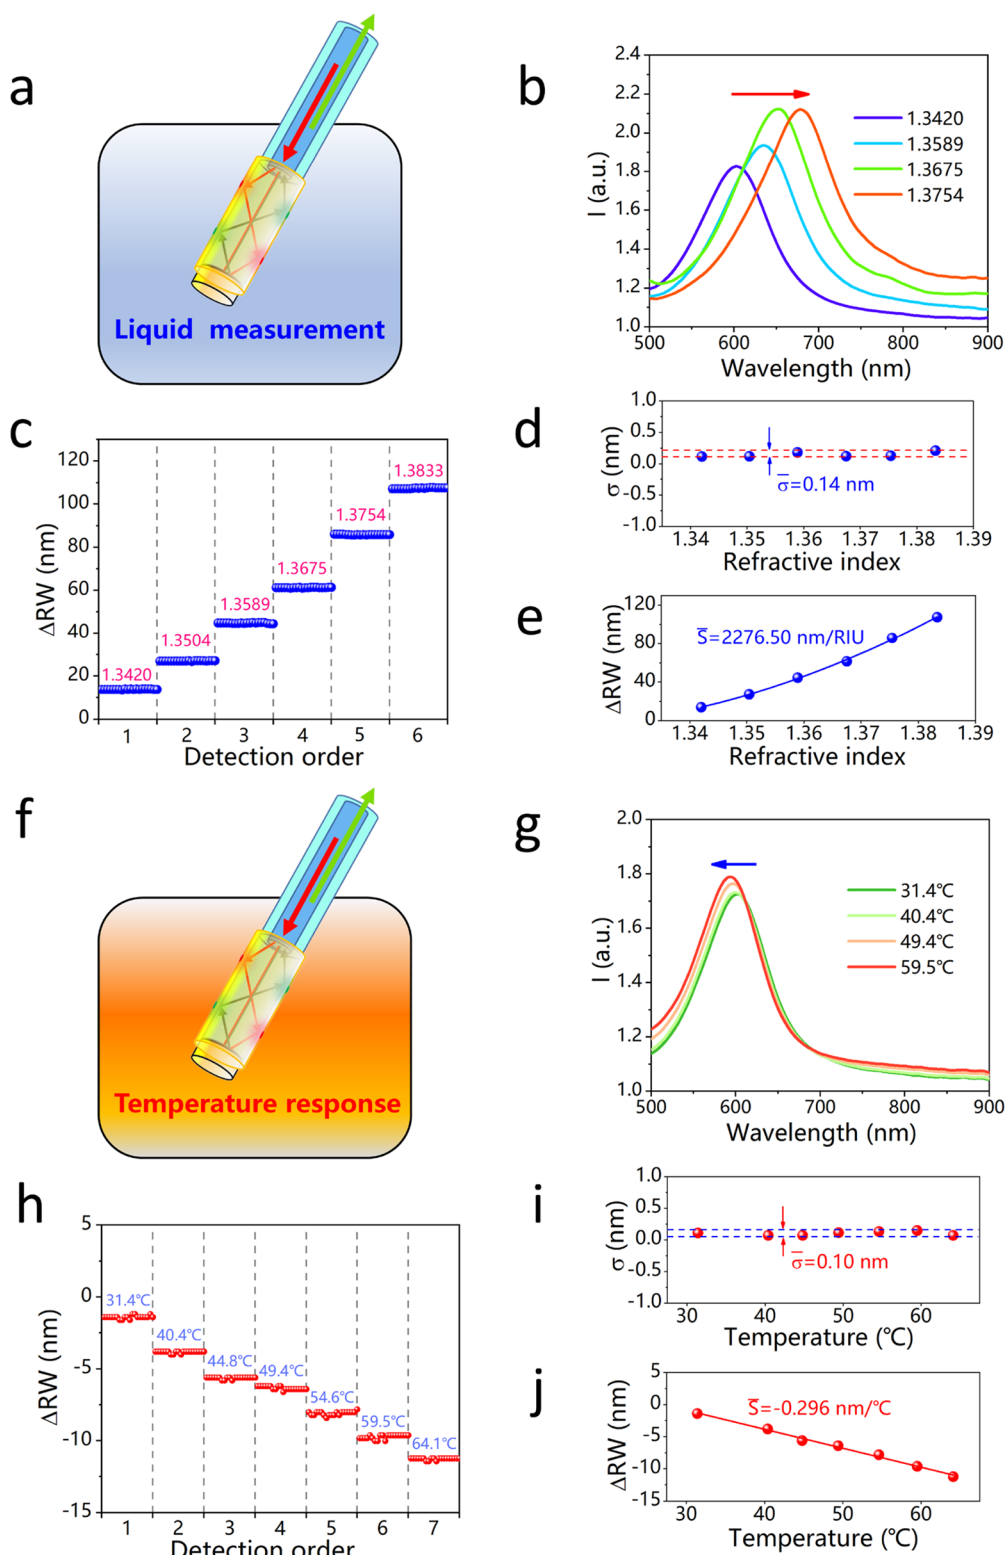 a
Liquid measurement
b
2.4
2.2
2.0
1.8
1.6
1.4
1.2
1.0
I (a.u.)
1.3420
1.3589
1.3675
1.3754
500 600 700 800 900
Wavelength (nm)
c
120
100
80
60
40
20
0
ΔRW (nm)
1.3420
1.3504
1.3589
1.3675
1.3754
1.3833
1 2 3 4 5 6
Detection order
d
1.0
0.5
0.0
-0.5
-1.0
σ (nm)
σ̅=0.14 nm
1.34 1.35 1.36 1.37 1.38 1.39
Refractive index
e
120
80
40
0
ΔRW (nm)
S̅=2276.50 nm/RIU
1.34 1.35 1.36 1.37 1.38 1.39
Refractive index
f
Temperature response
g
2.0
1.8
1.6
1.4
1.2
1.0
I (a.u.)
31.4℃
40.4℃
49.4℃
59.5℃
500 600 700 800 900
Wavelength (nm)
h
5
0
-5
-10
-15
ΔRW (nm)
31.4℃
40.4℃
44.8℃
49.4℃
54.6℃
59.5℃
64.1℃
1 2 3 4 5 6 7
Detection order
i
1.0
0.5
0.0
-0.5
-1.0
σ (nm)
σ̅=0.10 nm
30 40 50 60
Temperature (℃)
j
5
0
-5
-10
-15
ΔRW (nm)
S̅=-0.296 nm/℃
30 40 50 60
Temperature (℃)